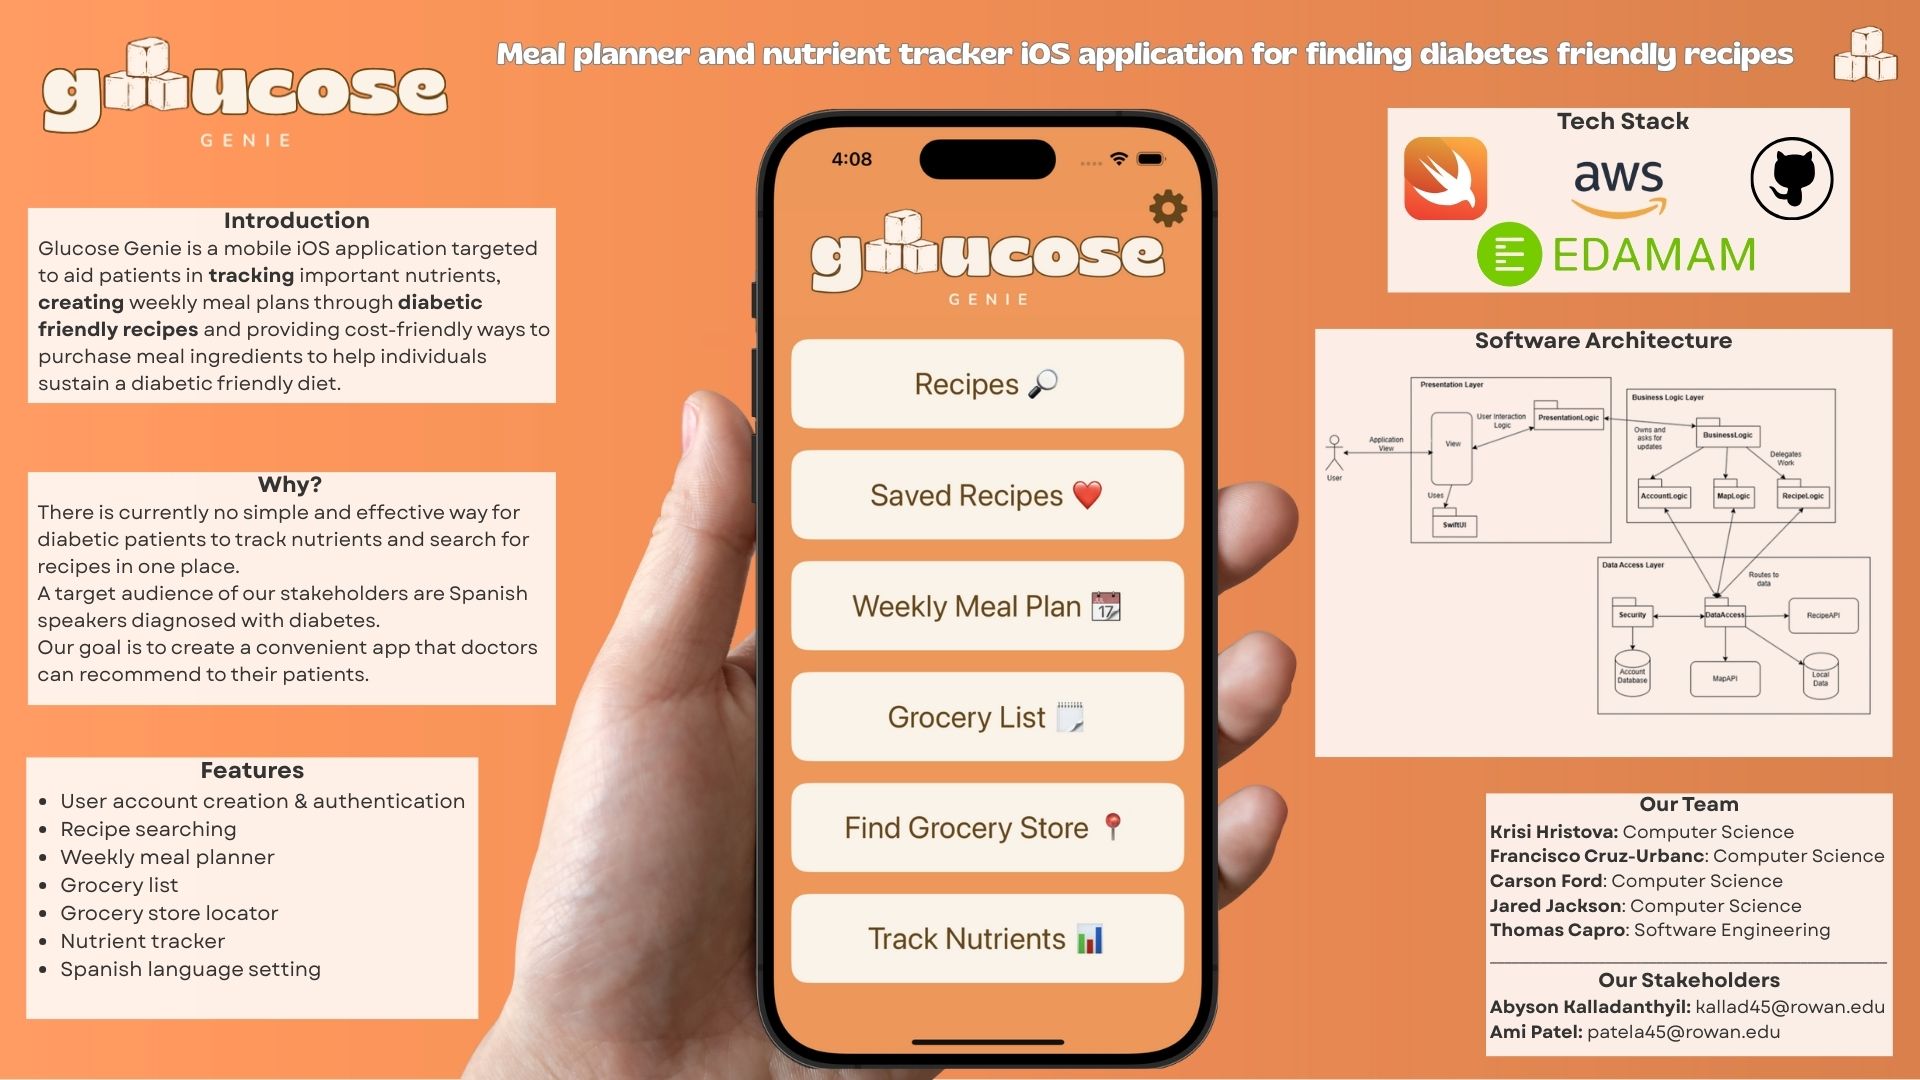 glucose
GENIE
Meal planner and nutrient tracker iOS application for finding diabetes friendly recipes
Introduction
Glucose Genie is a mobile iOS application targeted
to aid patients in tracking important nutrients,
creating weekly meal plans through diabetic
friendly recipes and providing cost-friendly ways to
purchase meal ingredients to help individuals
sustain a diabetic friendly diet.
Why?
There is currently no simple and effective way for
diabetic patients to track nutrients and search for
recipes in one place.
A target audience of our stakeholders are Spanish
speakers diagnosed with diabetes.
Our goal is to create a convenient app that doctors
can recommend to their patients.
Features
• User account creation & authentication
• Recipe searching
• Weekly meal planner
• Grocery list
• Grocery store locator
• Nutrient tracker
• Spanish language setting
4:08
glucose
GENIE
Recipes 🔎
Saved Recipes ❤️
Weekly Meal Plan 📆
17
Grocery List 🗒️
Find Grocery Store 📍
Track Nutrients 📊
Tech Stack
aws
EDAMAM
Software Architecture
Presentation Layer
User
Application
View
View
User Interaction
Logic
PresentationLogic
Uses
SwiftUI
Business Logic Layer
Owns and
asks for
updates
BusinessLogic
Delegates
Work
AccountLogic
MapLogic
RecipeLogic
Data Access Layer
Routes to
data
Security
DataAccess
RecipeAPI
Account
Database
MapAPI
Local
Data
Our Team
Krisi Hristova: Computer Science
Francisco Cruz-Urbanc: Computer Science
Carson Ford: Computer Science
Jared Jackson: Computer Science
Thomas Capro: Software Engineering
Our Stakeholders
Abyson Kalladanthyil: kallad45@rowan.edu
Ami Patel: patela45@rowan.edu